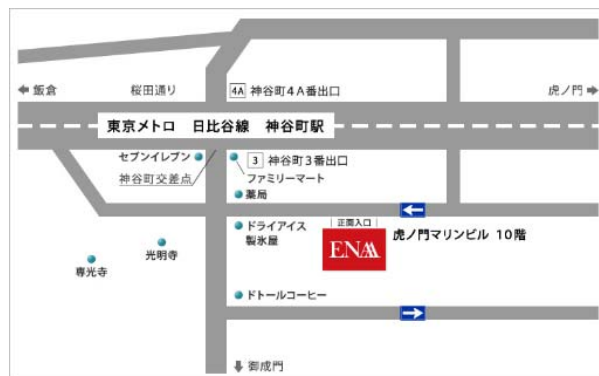 飯倉
桜田通り
4A 神谷町4A番出口
虎ノ門
東京メトロ 日比谷線 神谷町駅
セブンイレブン
3 神谷町3番出口
神谷町交差点
ファミリーマート
薬局
ドライアイス
製氷屋
正面入口
ENAA
虎ノ門マリンビル 10階
光明寺
専光寺
ドトールコーヒー
御成門